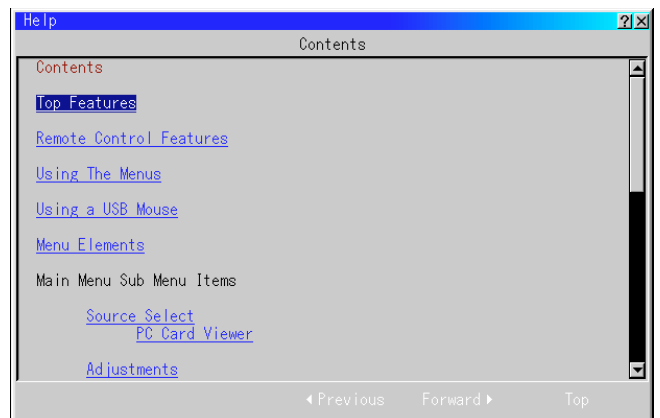 Help
Contents
Contents
Top Features
Remote Control Features
Using The Menus
Using a USB Mouse
Menu Elements
Main Menu Sub Menu Items
Source Select
PC Card Viewer
Adjustments
Previous Forward Top